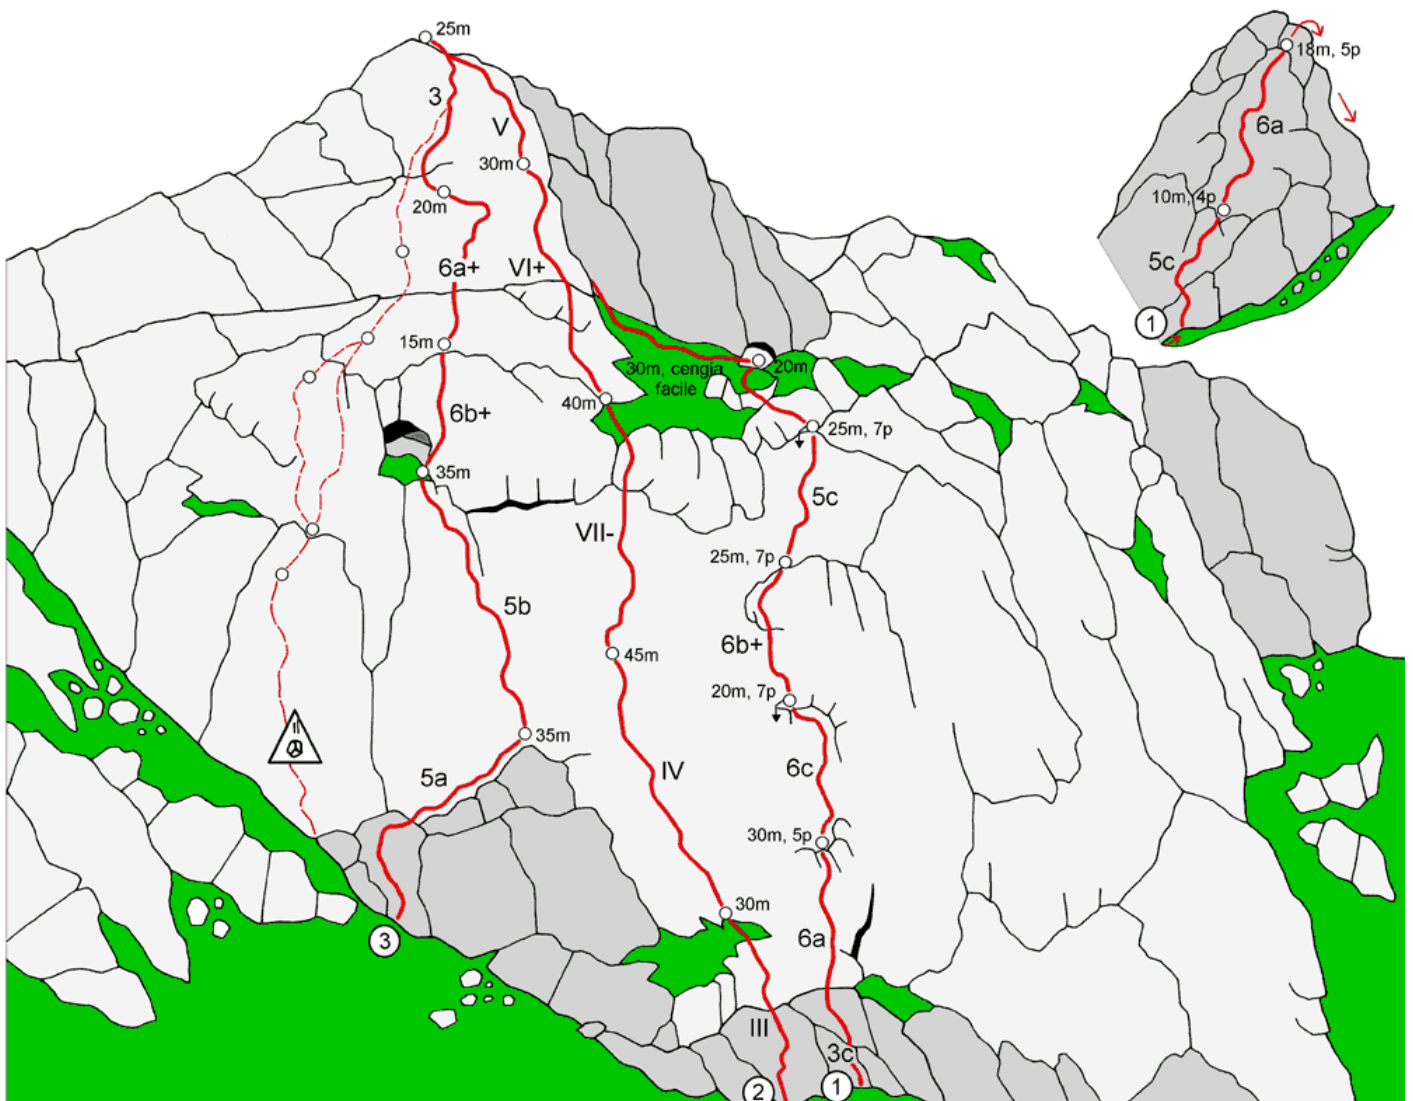 25m
18m, 5p
3
V
6a
30m
10m, 4p
20m
6a+
VI+
5c
1
15m
30m, cengia
facile
20m
40m
6b+
25m, 7p
35m
5c
VII-
25m, 7p
5b
6b+
45m
20m, 7p
II
35m
5a
IV
6c
30m, 5p
30m
3
6a
III
3c
2
1